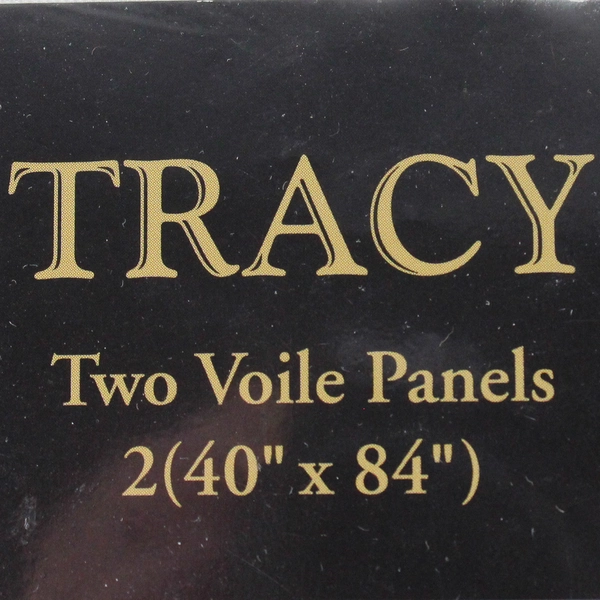 TRACY
Two Voile Panels
2(40" x 84")